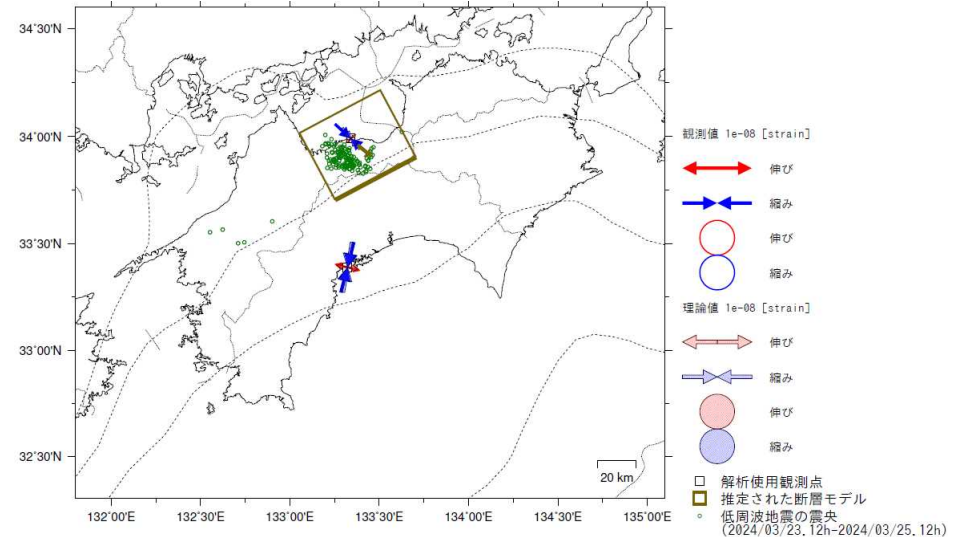 34°30'N
34°00'N
33°30'N
33°00'N
32°30'N
132°00'E
132°30'E
133°00'E
133°30'E
134°00'E
134°30'E
135°00'E
20 km
観測値 1e-08 [strain]
伸び
縮み
伸び
縮み
理論値 1e-08 [strain]
伸び
縮み
伸び
縮み
解析使用観測点
推定された断層モデル
低周波地震の震央
(2024/03/23.12h-2024/03/25.12h)